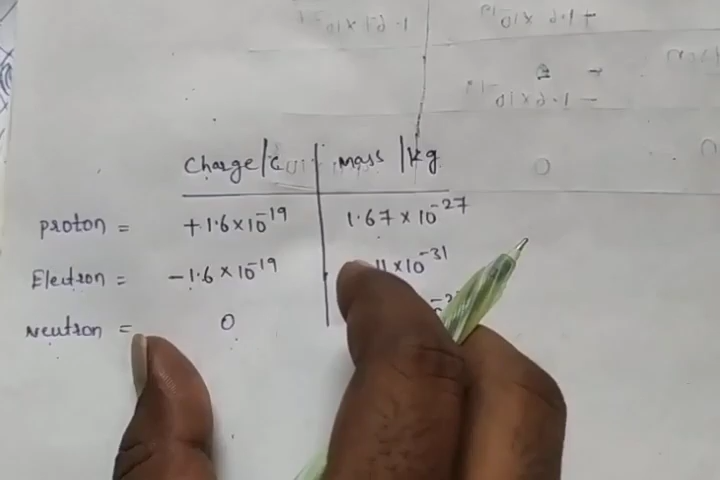 Charge/C mass /kg
proton = +1.6×10⁻¹⁹ 1.67×10⁻²⁷
Electron = -1.6×10⁻¹⁹ 11×10⁻³¹
Neutron = 0